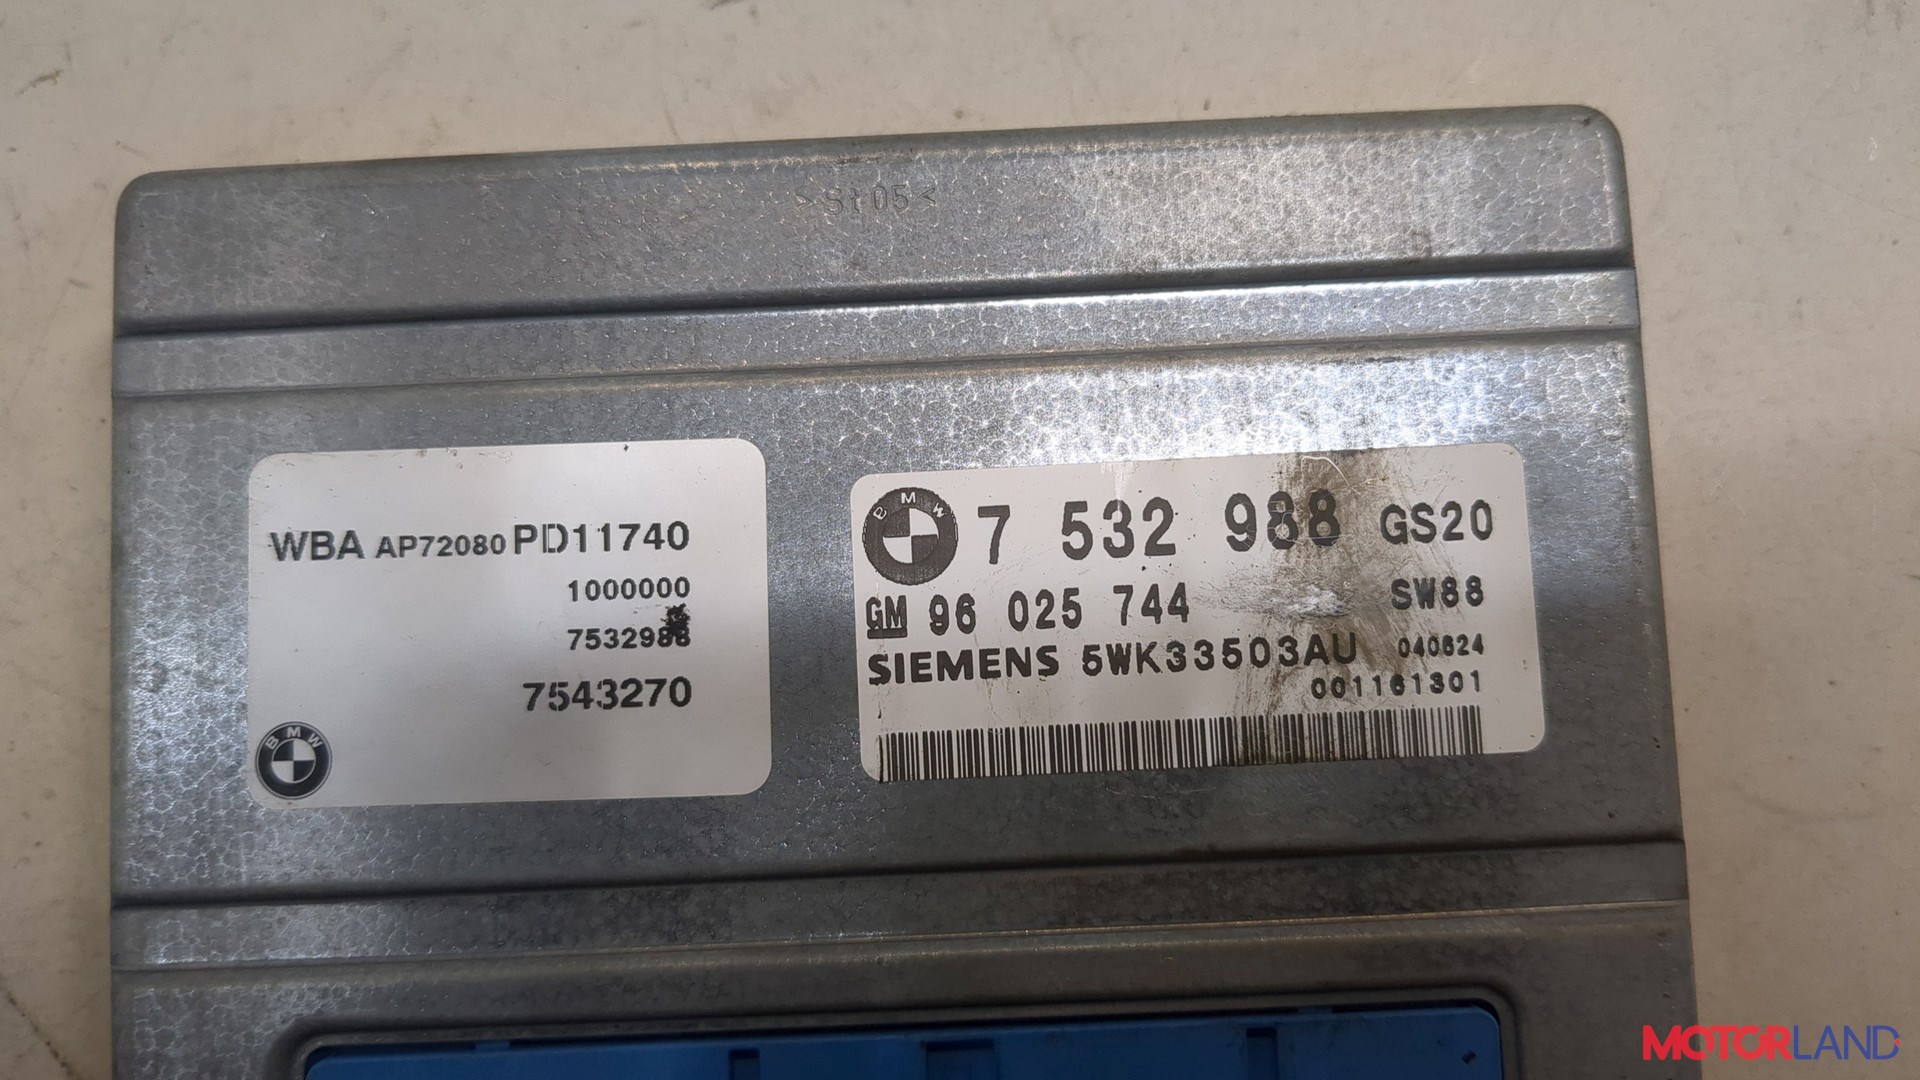 >St05<
WBA AP72080 PD11740
1000000
7532988
7543270
BMW
BMW 7 532 988 GS20
GM 96 025 744 SW88
SIEMENS 5WK33503AU 040624
001161301
MOTORLAND